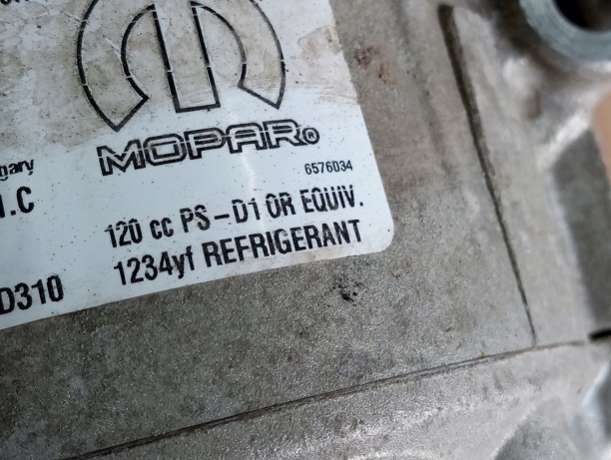 MOPAR®
gary
6576034
.C
120 cc PS-D1 OR EQUIV.
D310
1234yf REFRIGERANT